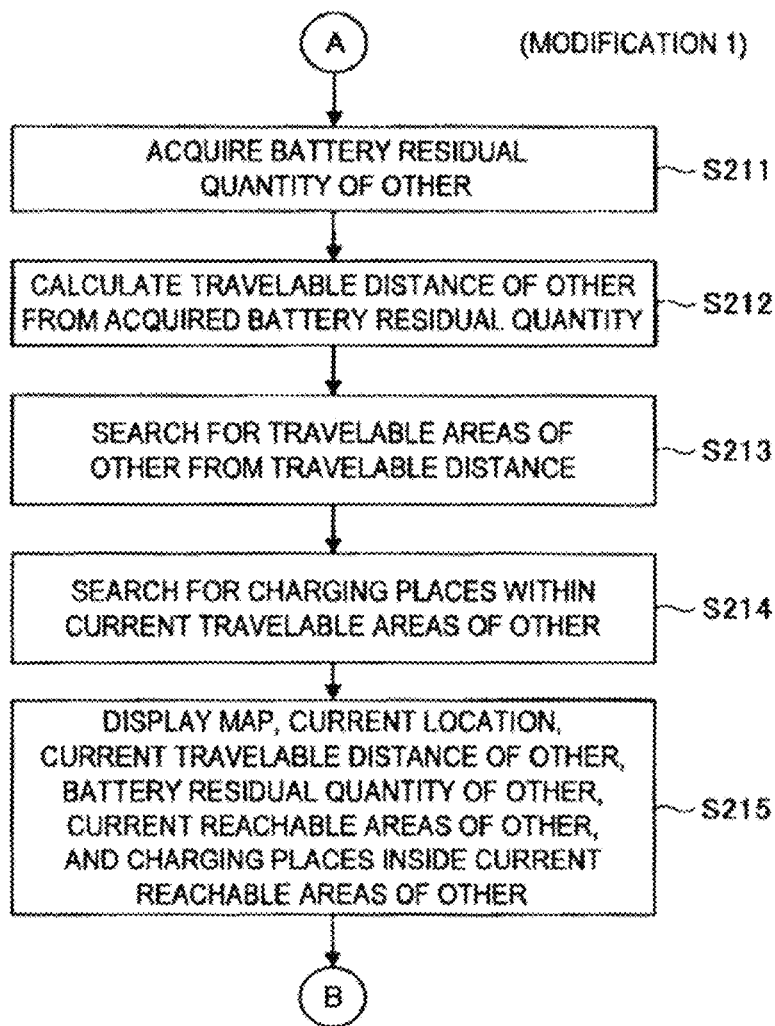 A
(MODIFICATION 1)
ACQUIRE BATTERY RESIDUAL
QUANTITY OF OTHER
S211
CALCULATE TRAVELABLE DISTANCE OF OTHER
FROM ACQUIRED BATTERY RESIDUAL QUANTITY
S212
SEARCH FOR TRAVELABLE AREAS OF
OTHER FROM TRAVELABLE DISTANCE
S213
SEARCH FOR CHARGING PLACES WITHIN
CURRENT TRAVELABLE AREAS OF OTHER
S214
DISPLAY MAP, CURRENT LOCATION,
CURRENT TRAVELABLE DISTANCE OF OTHER,
BATTERY RESIDUAL QUANTITY OF OTHER,
CURRENT REACHABLE AREAS OF OTHER,
AND CHARGING PLACES INSIDE CURRENT
REACHABLE AREAS OF OTHER
S215
B